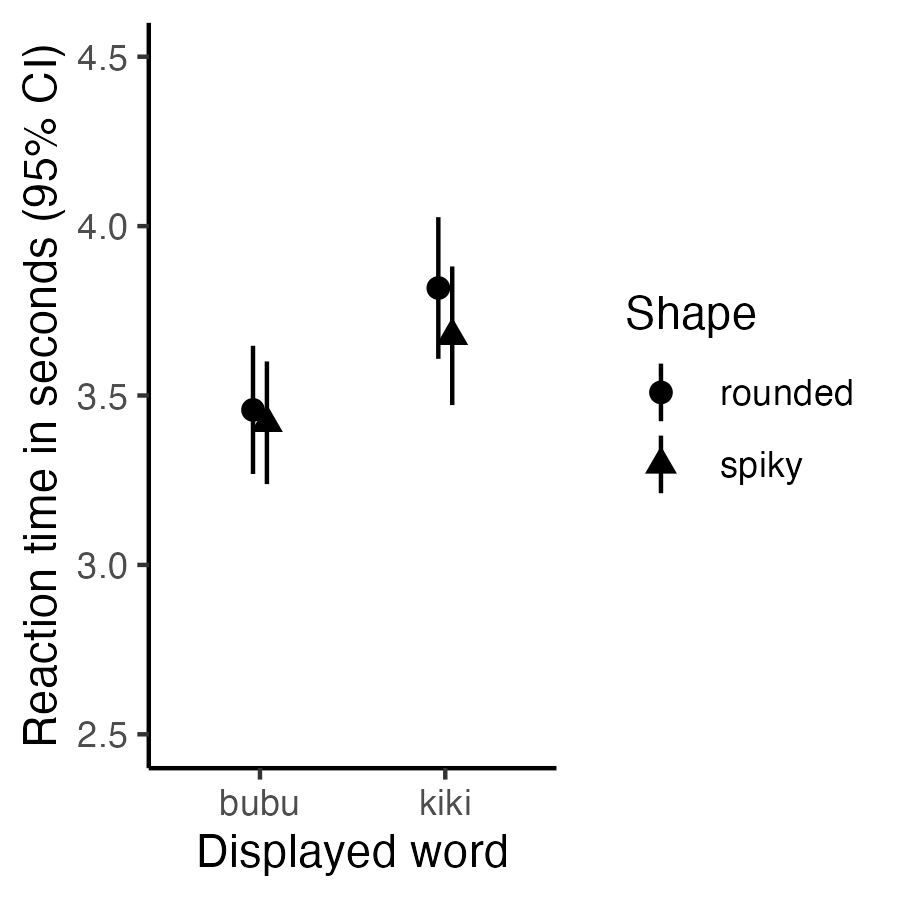 Reaction time in seconds (95% CI)
4.5
4.0
3.5
3.0
2.5
bubu
kiki
Displayed word
Shape
rounded
spiky